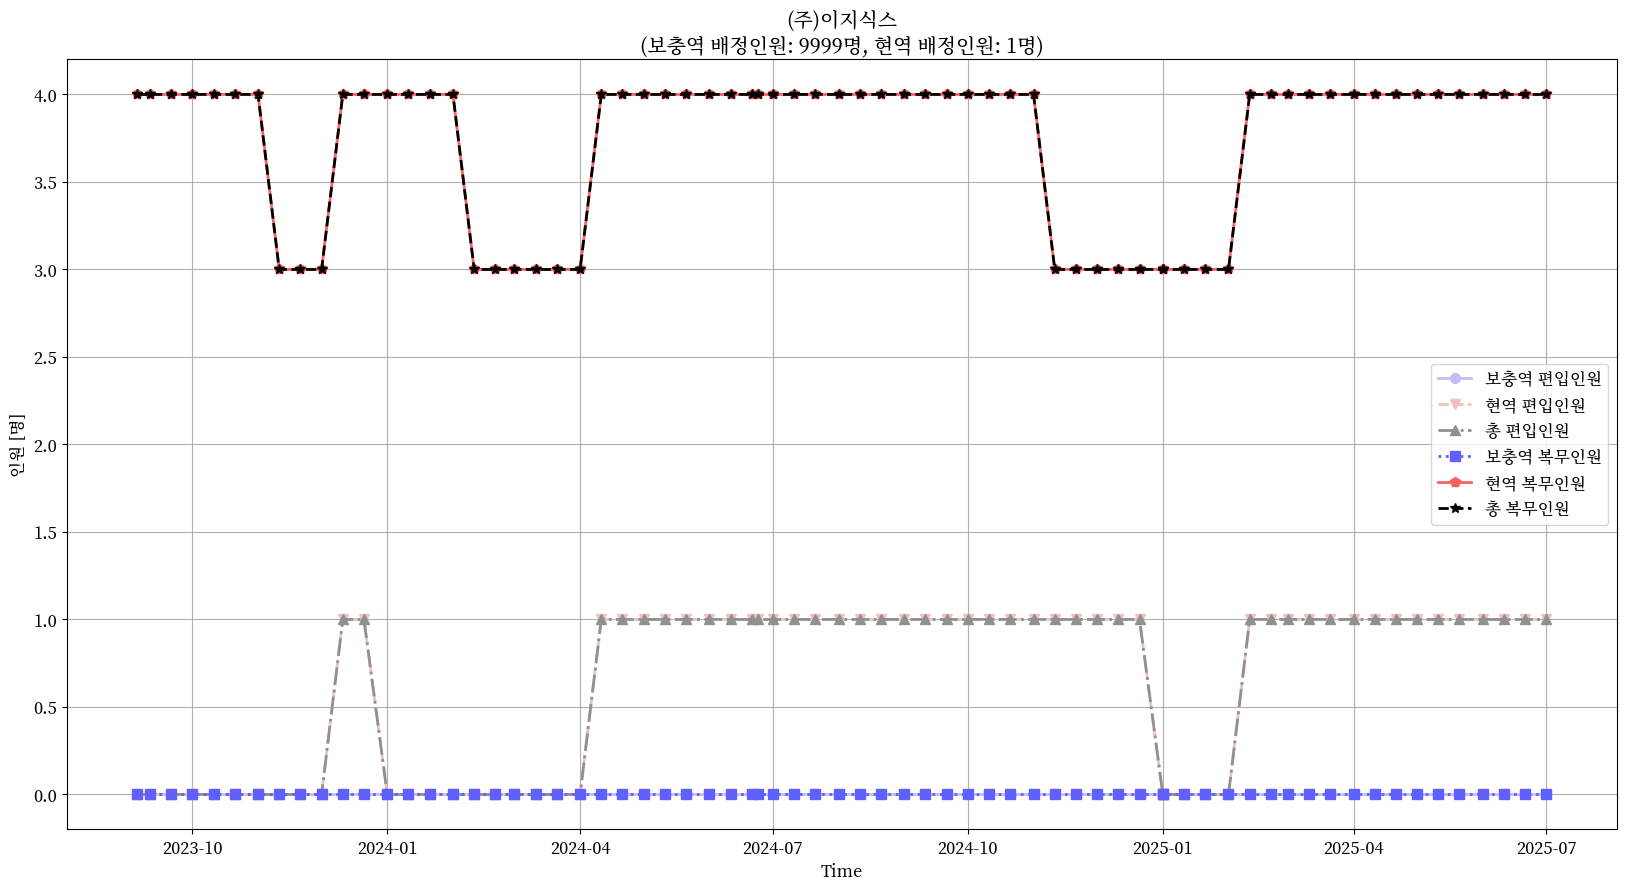 (주)이지식스
(보충역 배정인원: 9999명, 현역 배정인원: 1명)
인원 [명]
4.0
3.5
3.0
2.5
2.0
1.5
1.0
0.5
0.0
보충역 편입인원
현역 편입인원
총 편입인원
보충역 복무인원
현역 복무인원
총 복무인원
2023-10
2024-01
2024-04
2024-07
2024-10
2025-01
2025-04
2025-07
Time